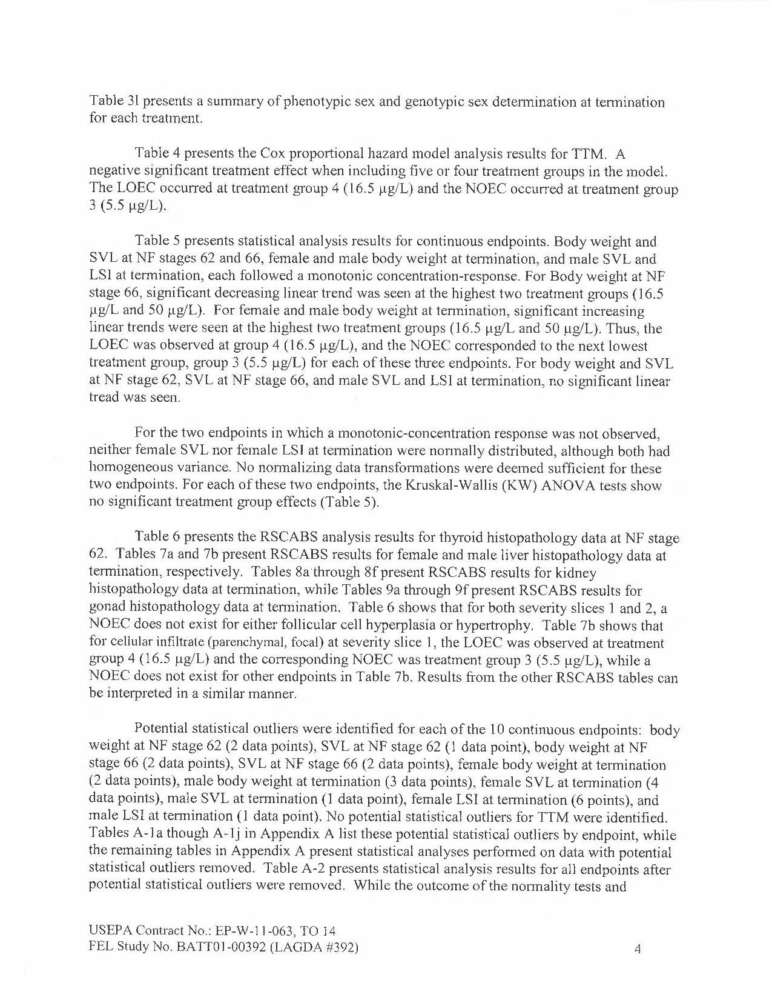 Table 3l presents a summary of phenotypic sex and genotypic sex determination at termination
for each treatment.
Table 4 presents the Cox proportional hazard model analysis results for TTM. A
negative significant treatment effect when including five or four treatment groups in the model.
The LOEC occurred at treatment group 4 (16.5 µg/L) and the NOEC occurred at treatment group
3 (5.5 µg/L).
Table 5 presents statistical analysis results for continuous endpoints. Body weight and
SVL at NF stages 62 and 66, female and male body weight at termination, and male SVL and
LSI at termination, each followed a monotonic concentration-response. For Body weight at NF
stage 66, significant decreasing linear trend was seen at the highest two treatment groups (16.5
µg/L and 50 µg/L). For female and male body weight at termination, significant increasing
linear trends were seen at the highest two treatment groups (16.5 µg/L and 50 µg/L). Thus, the
LOEC was observed at group 4 (16.5 µg/L), and the NOEC corresponded to the next lowest
treatment group, group 3 (5.5 µg/L) for each of these three endpoints. For body weight and SVL
at NF stage 62, SVL at NF stage 66, and male SVL and LSI at termination, no significant linear
tread was seen.
For the two endpoints in which a monotonic-concentration response was not observed,
neither female SVL nor female LSI at termination were normally distributed, although both had
homogeneous variance. No normalizing data transformations were deemed sufficient for these
two endpoints. For each of these two endpoints, the Kruskal-Wallis (KW) ANOVA tests show
no significant treatment group effects (Table 5).
Table 6 presents the RSCABS analysis results for thyroid histopathology data at NF stage
62. Tables 7a and 7b present RSCABS results for female and male liver histopathology data at
termination, respectively. Tables 8a through 8f present RSCABS results for kidney
histopathology data at termination, while Tables 9a through 9f present RSCABS results for
gonad histopathology data at termination. Table 6 shows that for both severity slices 1 and 2, a
NOEC does not exist for either follicular cell hyperplasia or hypertrophy. Table 7b shows that
for cellular infiltrate (parenchymal, focal) at severity slice 1, the LOEC was observed at treatment
group 4 (16.5 µg/L) and the corresponding NOEC was treatment group 3 (5.5 µg/L), while a
NOEC does not exist for other endpoints in Table 7b. Results from the other RSCABS tables can
be interpreted in a similar manner.
Potential statistical outliers were identified for each of the 10 continuous endpoints: body
weight at NF stage 62 (2 data points), SVL at NF stage 62 (1 data point), body weight at NF
stage 66 (2 data points), SVL at NF stage 66 (2 data points), female body weight at termination
(2 data points), male body weight at termination (3 data points), female SVL at termination (4
data points), male SVL at termination (1 data point), female LSI at termination (6 points), and
male LSI at termination (1 data point). No potential statistical outliers for TTM were identified.
Tables A-1a though A-1j in Appendix A list these potential statistical outliers by endpoint, while
the remaining tables in Appendix A present statistical analyses performed on data with potential
statistical outliers removed. Table A-2 presents statistical analysis results for all endpoints after
potential statistical outliers were removed. While the outcome of the normality tests and
USEPA Contract No.: EP-W-11-063, TO 14
FEL Study No. BATT01-00392 (LAGDA #392)
4